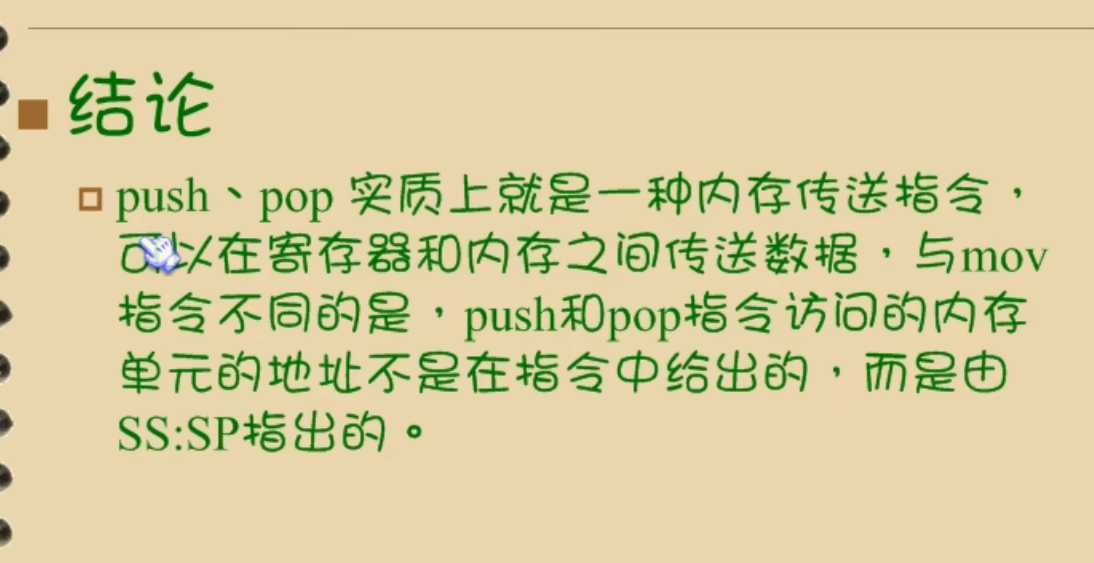 结论
push、pop 实质上就是一种内存传送指令，
可以在寄存器和内存之间传送数据，与mov
指令不同的是，push和pop指令访问的内存
单元的地址不是在指令中给出的，而是由
SS:SP指出的。